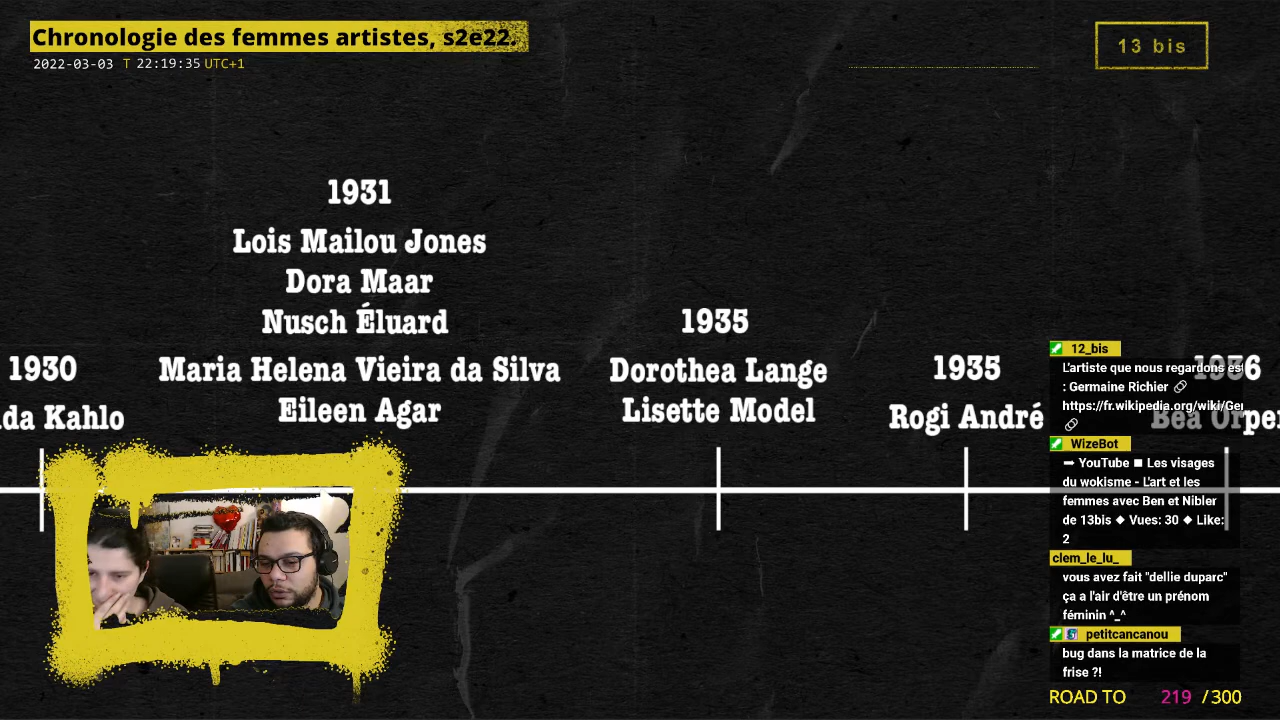 Chronologie des femmes artistes, s2e22.
2022-03-03 T 22:19:35 UTC+1
13 bis
1931
Lois Mailou Jones
Dora Maar
Nusch Éluard
Maria Helena Vieira da Silva
Eileen Agar
1930
da Kahlo
1935
Dorothea Lange
Lisette Model
1935
Rogi André
1936
Bea Orpe
12_bis
L'artiste que nous regardons est
: Germaine Richier
https://fr.wikipedia.org/wiki/Ger
WizeBot
➡ YouTube ■ Les visages
du wokisme - L'art et les
femmes avec Ben et Nibler
de 13bis ◆ Vues: 30 ◆ Like:
2
clem_le_lu_
vous avez fait "dellie duparc"
ça a l'air d'être un prénom
féminin ^_^
petitcancanou
bug dans la matrice de la
frise ?!
ROAD TO 219 / 300